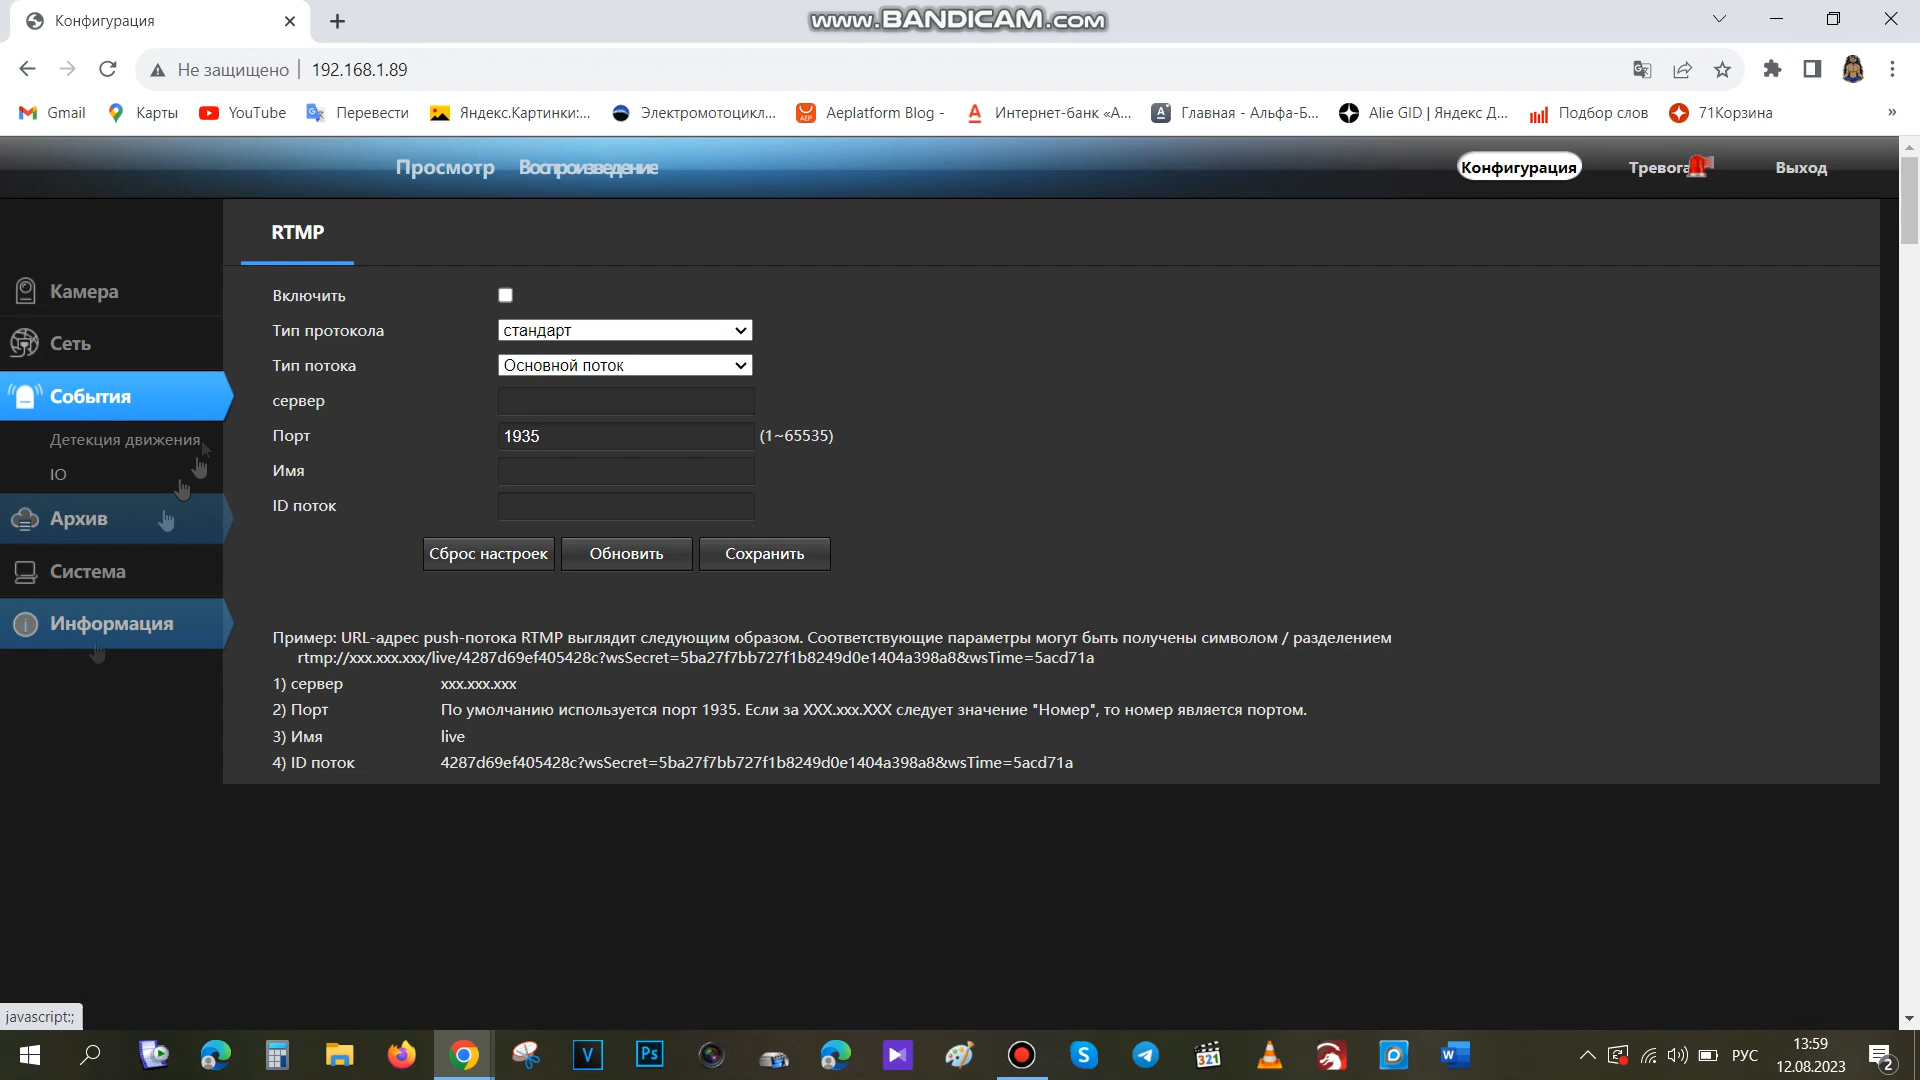 Конфигурация
www.BANDICAM.com
Не защищено
192.168.1.89
Gmail
Карты
YouTube
Перевести
Яндекс.Картинки:...
Электромотоцикл...
Aeplatform Blog -
Интернет-банк «А...
Главная - Альфа-Б...
Alie GID | Яндекс Д...
Подбор слов
71Корзина
»
Просмотр
Воспроизведение
Конфигурация
Тревога
Выход
RTMP
Камера
Сеть
События
Детекция движения
IO
Архив
Система
Информация
Включить
Тип протокола
стандарт
Тип потока
Основной поток
сервер
Порт
1935
(1~65535)
Имя
ID поток
Сброс настроек
Обновить
Сохранить
Пример: URL-адрес push-потока RTMP выглядит следующим образом. Соответствующие параметры могут быть получены символом / разделением
rtmp://xxx.xxx.xxx/live/4287d69ef405428c?wsSecret=5ba27f7bb727f1b8249d0e1404a398a8&wsTime=5acd71a
1) сервер xxx.xxx.xxx
2) Порт По умолчанию используется порт 1935. Если за XXX.xxx.XXX следует значение "Номер", то номер является портом.
3) Имя live
4) ID поток 4287d69ef405428c?wsSecret=5ba27f7bb727f1b8249d0e1404a398a8&wsTime=5acd71a
javascript:;
V
Ps
321
S
W
РУС
13:59
12.08.2023
2